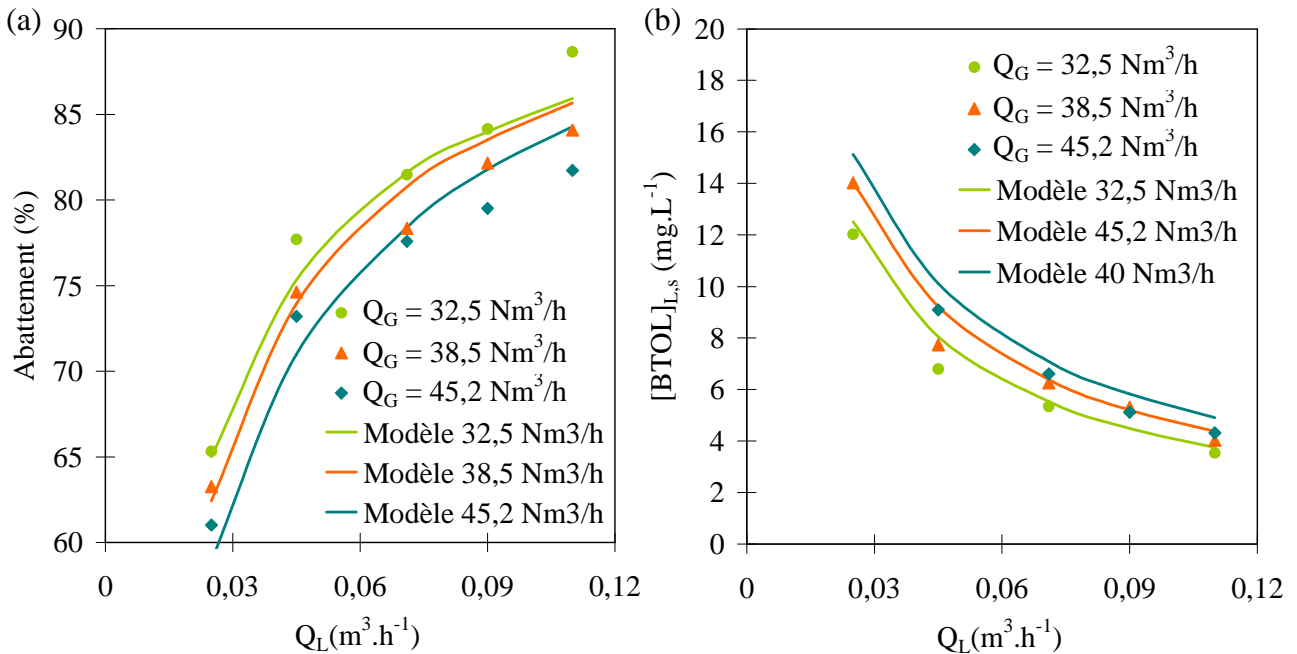 (a)
Abattement (%)
90
85
80
75
70
65
60
0
0,03
0,06
0,09
0,12
Q_L(m³.h⁻¹)
Q_G = 32,5 Nm³/h
Q_G = 38,5 Nm³/h
Q_G = 45,2 Nm³/h
Modèle 32,5 Nm3/h
Modèle 38,5 Nm3/h
Modèle 45,2 Nm3/h
(b)
[BTOL]_L,s (mg.L⁻¹)
20
18
16
14
12
10
8
6
4
2
0
0
0,03
0,06
0,09
0,12
Q_L(m³.h⁻¹)
Q_G = 32,5 Nm³/h
Q_G = 38,5 Nm³/h
Q_G = 45,2 Nm³/h
Modèle 32,5 Nm3/h
Modèle 45,2 Nm3/h
Modèle 40 Nm3/h